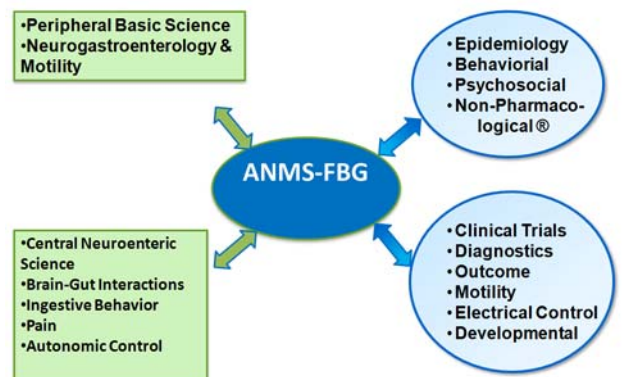 •Peripheral Basic Science
•Neurogastroenterology &
Motility
•Epidemiology
•Behaviorial
•Psychosocial
•Non-Pharmaco-
logical ®
ANMS-FBG
•Central Neuroenteric
Science
•Brain-Gut Interactions
•Ingestive Behavior
•Pain
•Autonomic Control
•Clinical Trials
•Diagnostics
•Outcome
•Motility
•Electrical Control
•Developmental